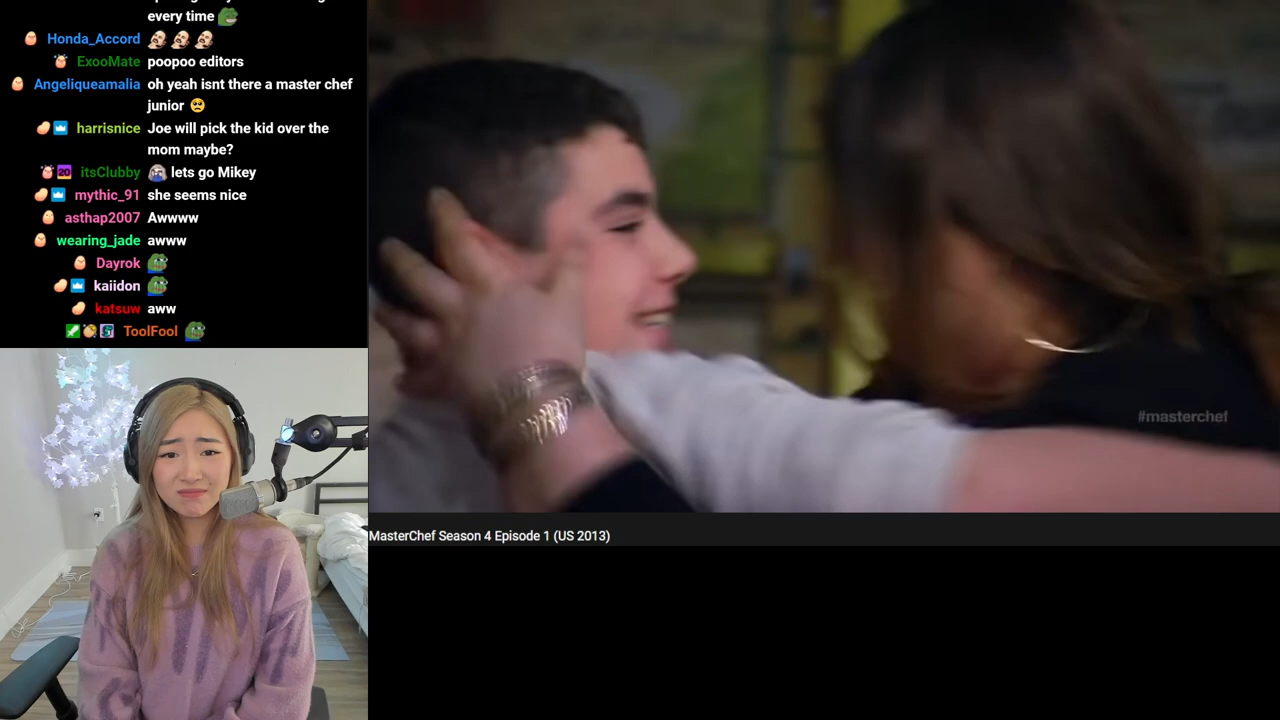 every time
Honda_Accord
ExooMate poopoo editors
Angeliqueamalia oh yeah isnt there a master chef
junior
harrisnice Joe will pick the kid over the
mom maybe?
20 itsClubby lets go Mikey
mythic_91 she seems nice
asthap2007 Awwww
wearing_jade awww
Dayrok
kaiidon
katsuw aww
ToolFool
#masterchef
MasterChef Season 4 Episode 1 (US 2013)